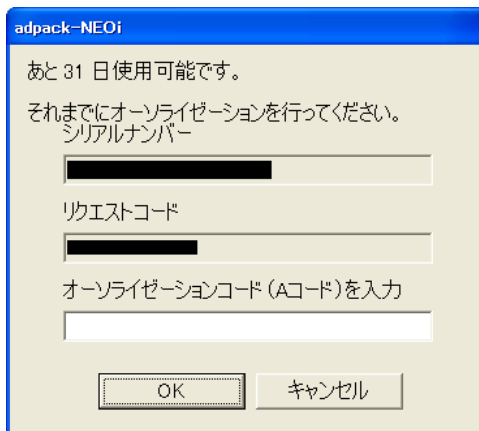 adpack-NEOi
あと 31 日使用可能です。
それまでにオーソライゼーションを行ってください。
シリアルナンバー
リクエストコード
オーソライゼーションコード（Aコード）を入力
OK
キャンセル